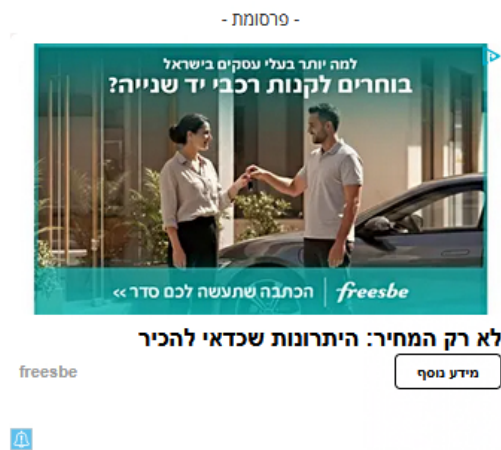 - פרסומת -
למה יותר בעלי עסקים בישראל
בוחרים לקנות רכבי יד שנייה?
freesbe | הכתבה שתעשה לכם סדר >>
לא רק המחיר: היתרונות שכדאי להכיר
מידע נוסף
freesbe